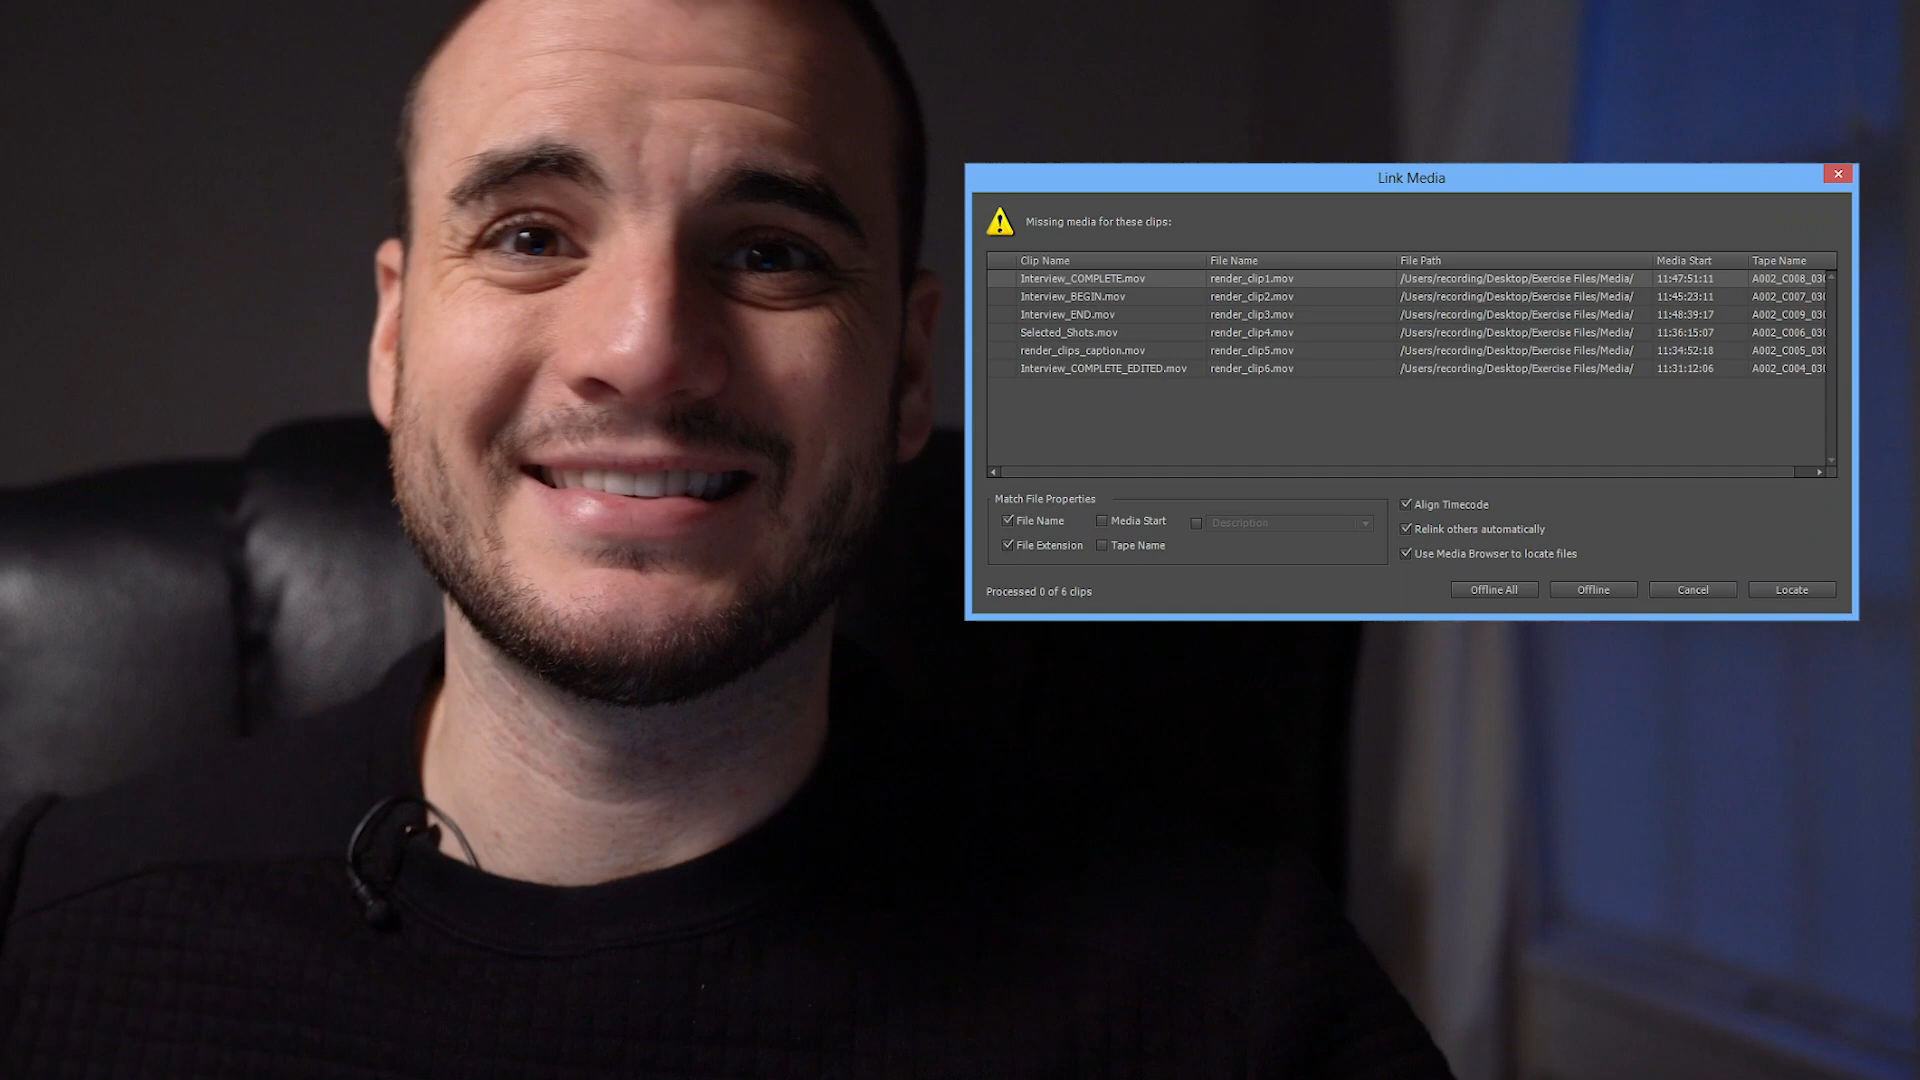 Link Media
Missing media for these clips:
Clip Name File Name File Path Media Start Tape Name
Interview_COMPLETE.mov render_clip1.mov /Users/recording/Desktop/Exercise Files/Media/ 11:47:51:11 A002_C008_030
Interview_BEGIN.mov render_clip2.mov /Users/recording/Desktop/Exercise Files/Media/ 11:45:23:11 A002_C007_030
Interview_END.mov render_clip3.mov /Users/recording/Desktop/Exercise Files/Media/ 11:48:39:17 A002_C009_030
Selected_Shots.mov render_clip4.mov /Users/recording/Desktop/Exercise Files/Media/ 11:36:15:07 A002_C006_030
render_clips_caption.mov render_clip5.mov /Users/recording/Desktop/Exercise Files/Media/ 11:34:52:18 A002_C005_030
Interview_COMPLETE_EDITED.mov render_clip6.mov /Users/recording/Desktop/Exercise Files/Media/ 11:31:12:06 A002_C004_030
Match File Properties
File Name Media Start Description
File Extension Tape Name
Align Timecode
Relink others automatically
Use Media Browser to locate files
Processed 0 of 6 clips
Offline All Offline Cancel Locate